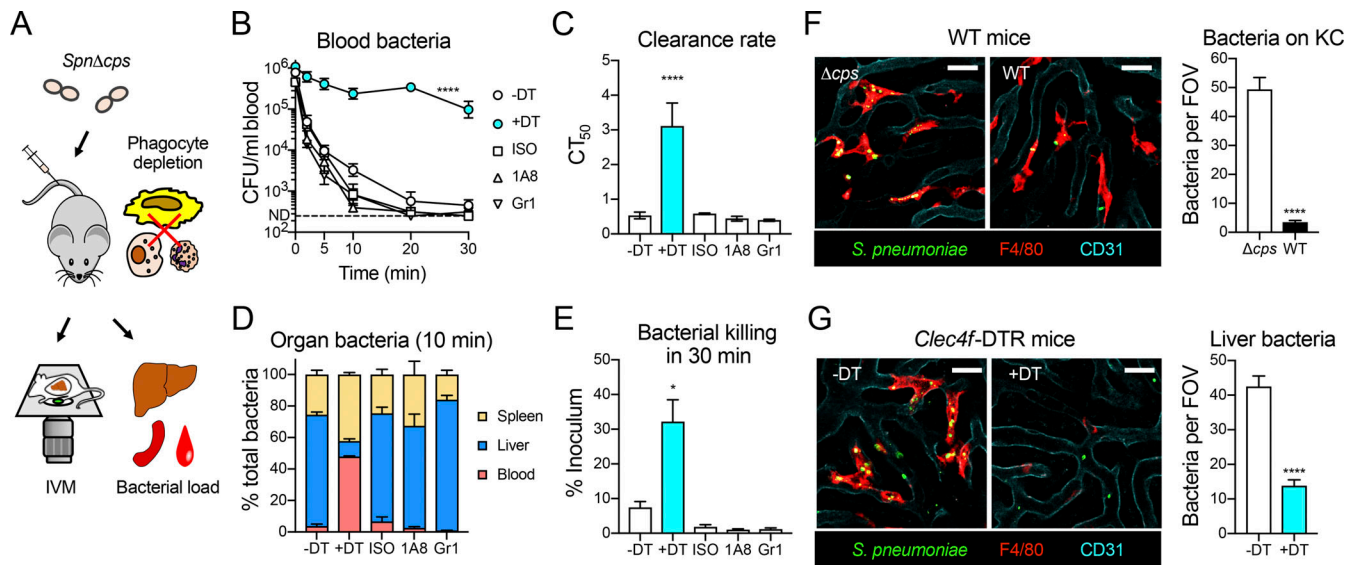 A
SpnΔcps
Phagocyte
depletion
IVM
Bacterial load
B
Blood bacteria
CFU/ml blood
10^6
10^5
10^4
10^3
ND
10^2
0
5
10
20
30
Time (min)
-DT
+DT
ISO
1A8
Gr1
****
C
Clearance rate
CT50
5
4
3
2
1
0
****
-DT
+DT
ISO
1A8
Gr1
D
Organ bacteria (10 min)
% total bacteria
100
80
60
40
20
0
Spleen
Liver
Blood
-DT
+DT
ISO
1A8
Gr1
E
Bacterial killing
in 30 min
% Inoculum
50
40
30
20
10
0
*
-DT
+DT
ISO
1A8
Gr1
F
WT mice
Δcps
WT
S. pneumoniae
F4/80
CD31
Bacteria on KC
Bacteria per FOV
60
50
40
30
20
10
0
****
Δcps
WT
G
Clec4f-DTR mice
-DT
+DT
S. pneumoniae
F4/80
CD31
Liver bacteria
Bacteria per FOV
50
40
30
20
10
0
****
-DT
+DT